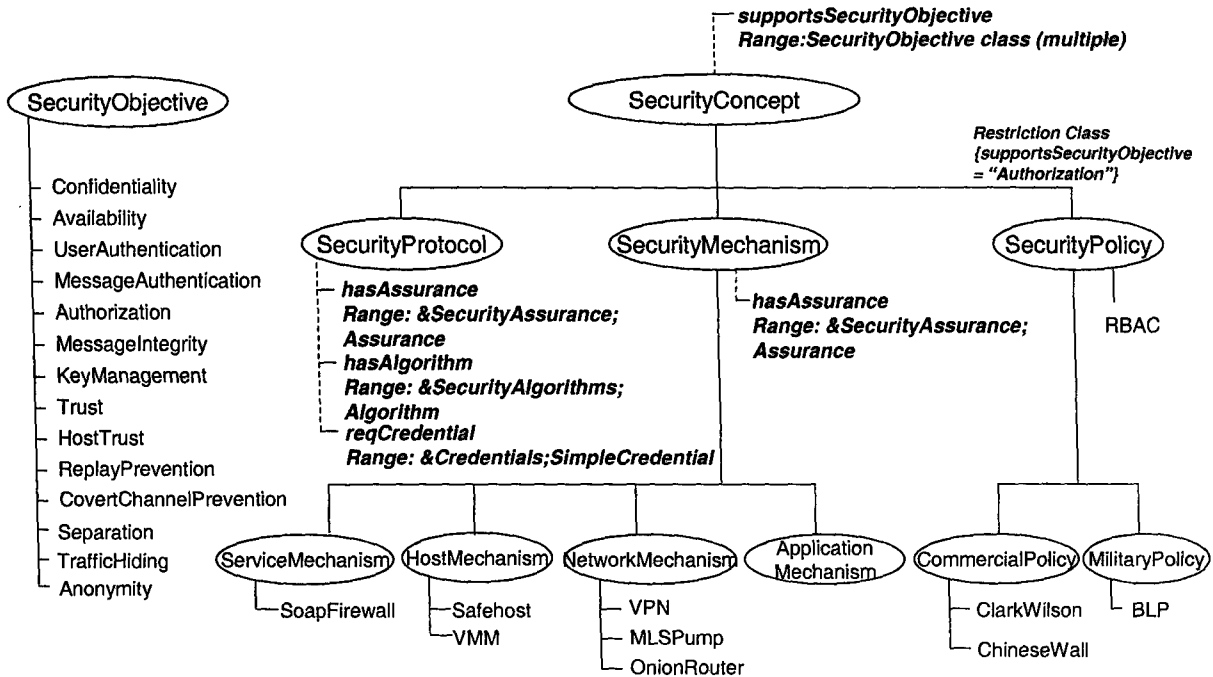 supportsSecurityObjective
Range:SecurityObjective class (multiple)
SecurityObjective
SecurityConcept
Restriction Class
{supportsSecurityObjective
= "Authorization"}
Confidentiality
Availability
UserAuthentication
MessageAuthentication
Authorization
MessageIntegrity
KeyManagement
Trust
HostTrust
ReplayPrevention
CovertChannelPrevention
Separation
TrafficHiding
Anonymity
SecurityProtocol
hasAssurance
Range: &SecurityAssurance;
Assurance
hasAlgorithm
Range: &SecurityAlgorithms;
Algorithm
reqCredential
Range: &Credentials;SimpleCredential
SecurityMechanism
hasAssurance
Range: &SecurityAssurance;
Assurance
SecurityPolicy
RBAC
ServiceMechanism
SoapFirewall
HostMechanism
Safehost
VMM
NetworkMechanism
VPN
MLSPump
OnionRouter
Application
Mechanism
CommercialPolicy
ClarkWilson
ChineseWall
MilitaryPolicy
BLP